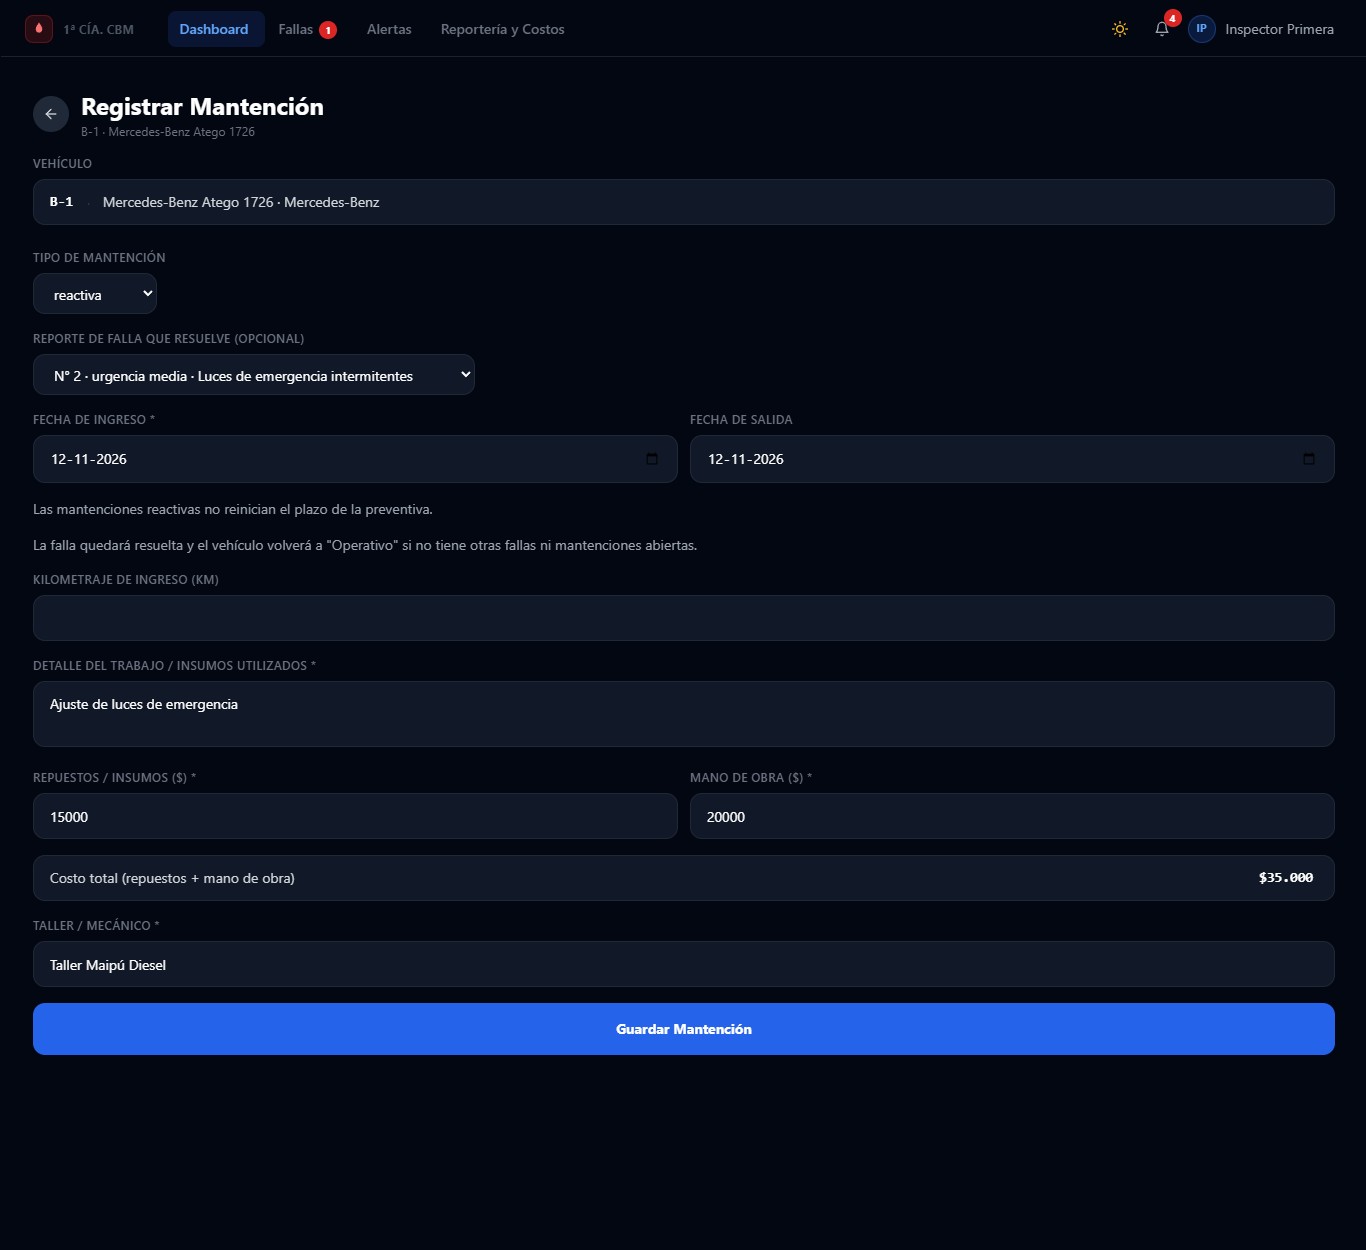 1ª CÍA. CBM Dashboard Fallas 1 Alertas Reportería y Costos 4 IP Inspector Primera
Registrar Mantención
B-1 · Mercedes-Benz Atego 1726
VEHÍCULO
B-1 · Mercedes-Benz Atego 1726 · Mercedes-Benz
TIPO DE MANTENCIÓN
reactiva
REPORTE DE FALLA QUE RESUELVE (OPCIONAL)
N° 2 · urgencia media · Luces de emergencia intermitentes
FECHA DE INGRESO * FECHA DE SALIDA
12-11-2026 12-11-2026
Las mantenciones reactivas no reinician el plazo de la preventiva.
La falla quedará resuelta y el vehículo volverá a "Operativo" si no tiene otras fallas ni mantenciones abiertas.
KILOMETRAJE DE INGRESO (KM)
DETALLE DEL TRABAJO / INSUMOS UTILIZADOS *
Ajuste de luces de emergencia
REPUESTOS / INSUMOS ($) * MANO DE OBRA ($) *
15000 20000
Costo total (repuestos + mano de obra) $35.000
TALLER / MECÁNICO *
Taller Maipú Diesel
Guardar Mantención